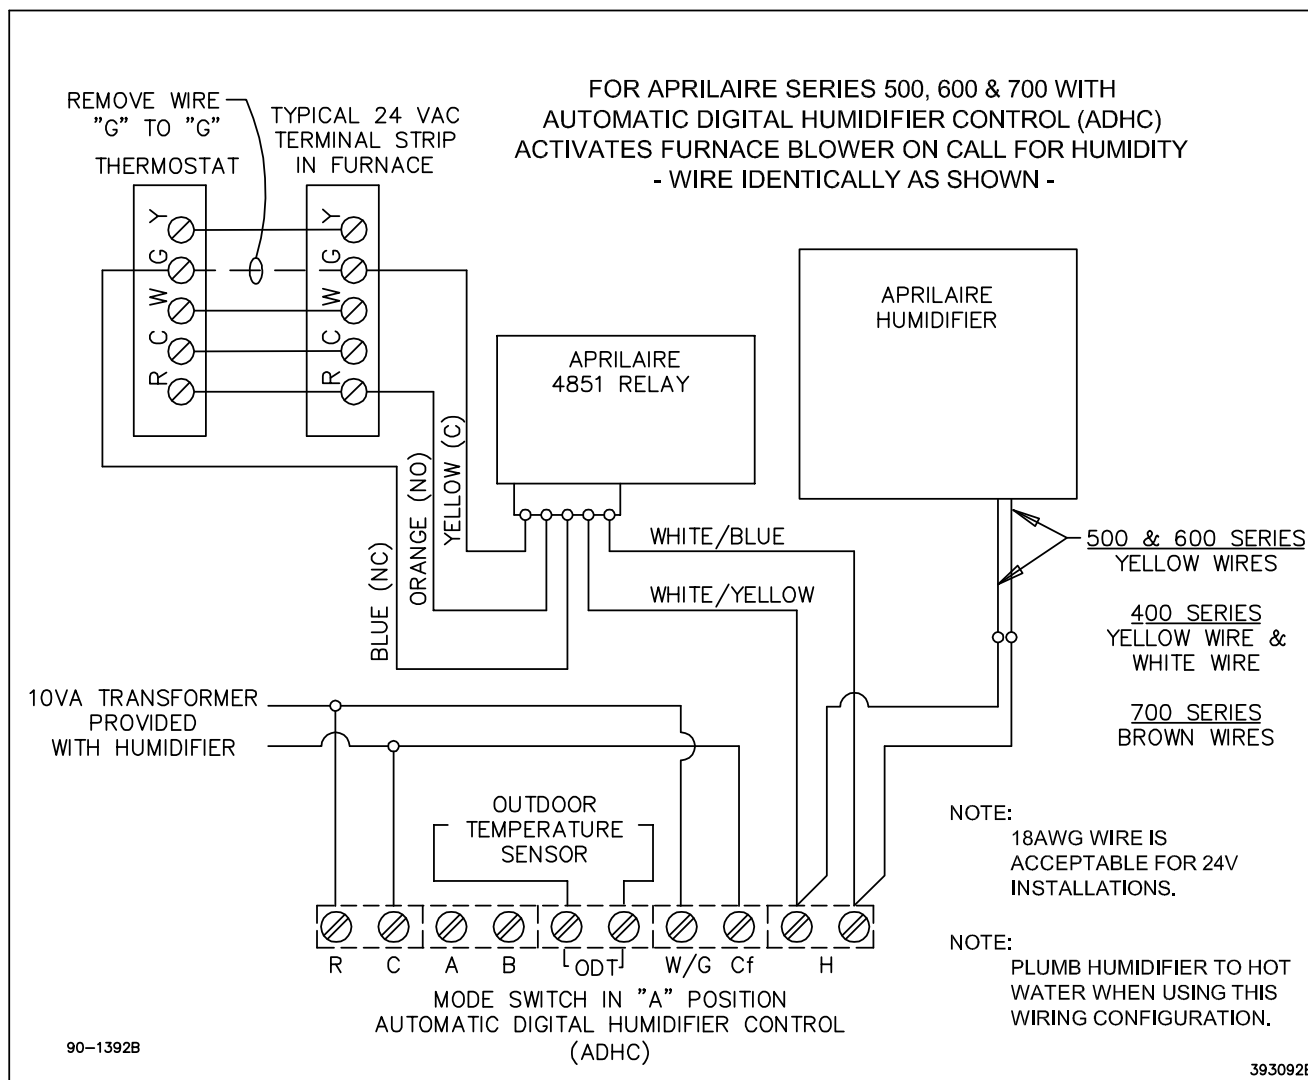 FOR APRILAIRE SERIES 500, 600 & 700 WITH
AUTOMATIC DIGITAL HUMIDIFIER CONTROL (ADHC)
ACTIVATES FURNACE BLOWER ON CALL FOR HUMIDITY
- WIRE IDENTICALLY AS SHOWN -
REMOVE WIRE
"G" TO "G"
THERMOSTAT
TYPICAL 24 VAC
TERMINAL STRIP
IN FURNACE
Y
G
W
C
R
Y
G
W
C
R
APRILAIRE
4851 RELAY
APRILAIRE
HUMIDIFIER
BLUE (NC)
ORANGE (NO)
YELLOW (C)
WHITE/BLUE
WHITE/YELLOW
500 & 600 SERIES
YELLOW WIRES
400 SERIES
YELLOW WIRE &
WHITE WIRE
700 SERIES
BROWN WIRES
10VA TRANSFORMER
PROVIDED
WITH HUMIDIFIER
OUTDOOR
TEMPERATURE
SENSOR
NOTE:
18AWG WIRE IS
ACCEPTABLE FOR 24V
INSTALLATIONS.
NOTE:
PLUMB HUMIDIFIER TO HOT
WATER WHEN USING THIS
WIRING CONFIGURATION.
R C A B ODT W/G Cf H
MODE SWITCH IN "A" POSITION
AUTOMATIC DIGITAL HUMIDIFIER CONTROL
(ADHC)
90-1392B
393092B